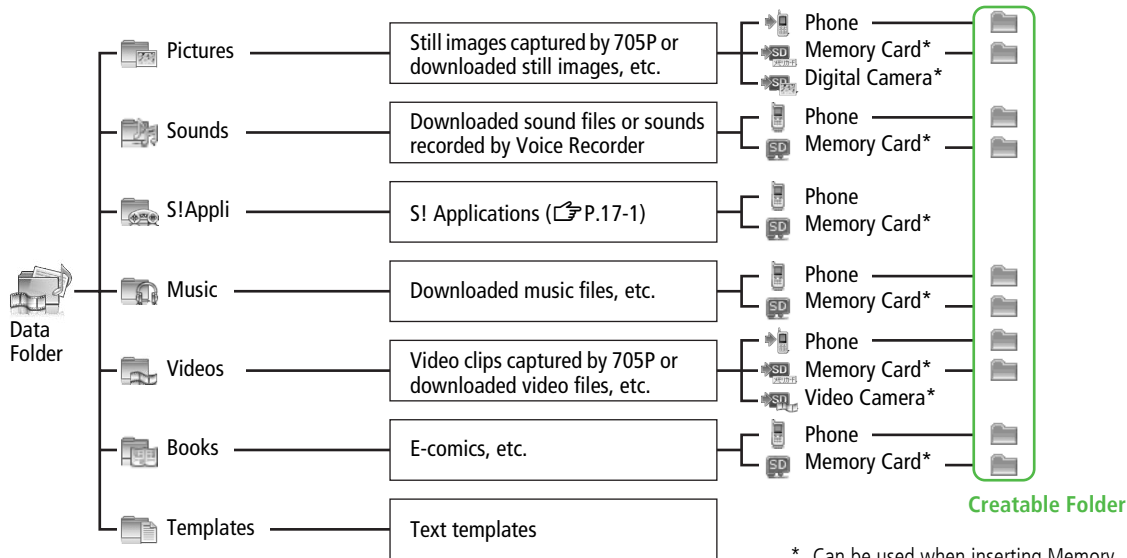 Data
Folder
Pictures
Still images captured by 705P or
downloaded still images, etc.
Phone
Memory Card*
Digital Camera*
Sounds
Downloaded sound files or sounds
recorded by Voice Recorder
Phone
Memory Card*
S!Appli
S! Applications (☞P.17-1)
Phone
Memory Card*
Music
Downloaded music files, etc.
Phone
Memory Card*
Videos
Video clips captured by 705P or
downloaded video files, etc.
Phone
Memory Card*
Video Camera*
Books
E-comics, etc.
Phone
Memory Card*
Templates
Text templates
Creatable Folder
* Can be used when inserting Memory